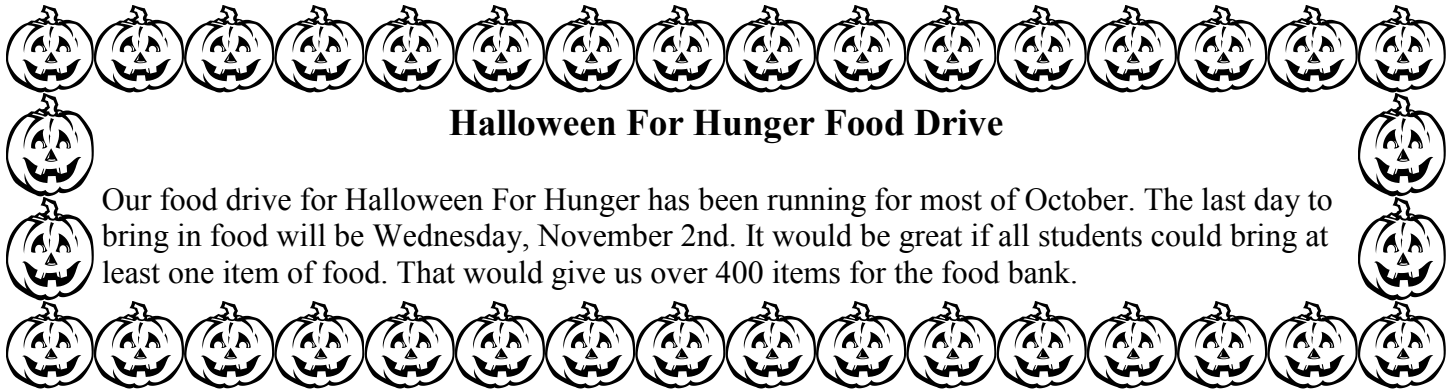 Halloween For Hunger Food Drive
Our food drive for Halloween For Hunger has been running for most of October. The last day to
bring in food will be Wednesday, November 2nd. It would be great if all students could bring at
least one item of food. That would give us over 400 items for the food bank.